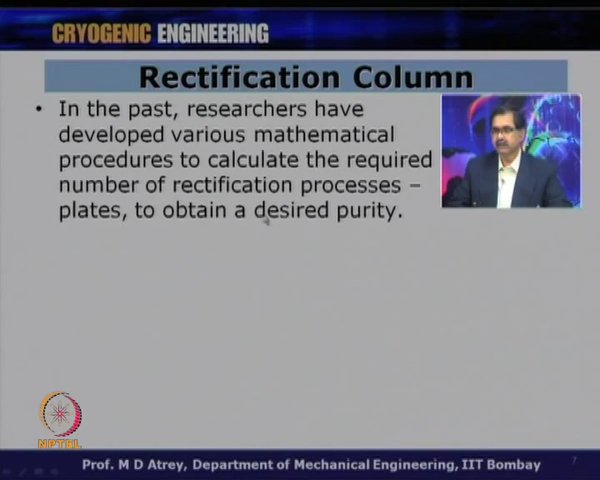 CRYOGENIC ENGINEERING
Rectification Column
• In the past, researchers have
developed various mathematical
procedures to calculate the required
number of rectification processes –
plates, to obtain a desired purity.
NPTEL
Prof. M D Atrey, Department of Mechanical Engineering, IIT Bombay
7